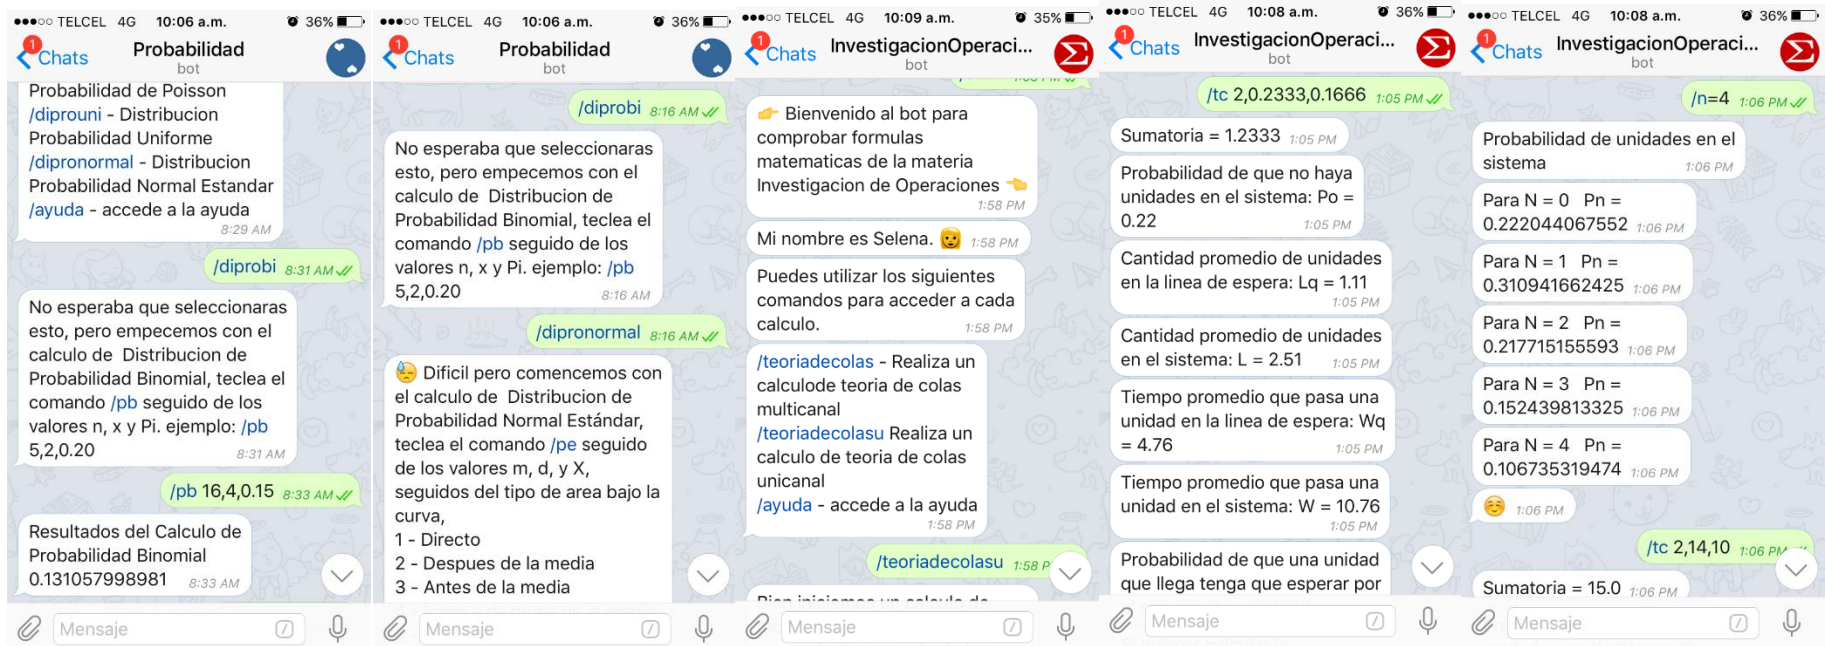 TELCEL 4G 10:06 a.m. 36%
1
Chats
Probabilidad
bot
Probabilidad de Poisson
/diprouni - Distribucion
Probabilidad Uniforme
/dipronormal - Distribucion
Probabilidad Normal Estandar
/ayuda - accede a la ayuda
8:29 AM
/diprobi 8:31 AM
No esperaba que seleccionaras
esto, pero empecemos con el
calculo de Distribucion de
Probabilidad Binomial, teclea el
comando /pb seguido de los
valores n, x y Pi. ejemplo: /pb
5,2,0.20 8:31 AM
/pb 16,4,0.15 8:33 AM
Resultados del Calculo de
Probabilidad Binomial
0.131057998981 8:33 AM
Mensaje
TELCEL 4G 10:06 a.m. 36%
1
Chats
Probabilidad
bot
/diprobi 8:16 AM
No esperaba que seleccionaras
esto, pero empecemos con el
calculo de Distribucion de
Probabilidad Binomial, teclea el
comando /pb seguido de los
valores n, x y Pi. ejemplo: /pb
5,2,0.20 8:16 AM
/dipronormal 8:16 AM
Dificil pero comencemos con
el calculo de Distribucion de
Probabilidad Normal Estándar,
teclea el comando /pe seguido
de los valores m, d, y X,
seguidos del tipo de area bajo la
curva,
1 - Directo
2 - Despues de la media
3 - Antes de la media
Mensaje
TELCEL 4G 10:09 a.m. 35%
1
Chats
InvestigacionOperaci...
bot
Bienvenido al bot para
comprobar formulas
matematicas de la materia
Investigacion de Operaciones
1:58 PM
Mi nombre es Selena. 1:58 PM
Puedes utilizar los siguientes
comandos para acceder a cada
calculo. 1:58 PM
/teoriadecolas - Realiza un
calculode teoria de colas
multicanal
/teoriadecolasu Realiza un
calculo de teoria de colas
unicanal
/ayuda - accede a la ayuda
1:58 PM
/teoriadecolasu 1:58 P
Bien iniciemos un calculo de
Mensaje
TELCEL 4G 10:08 a.m. 36%
1
Chats
InvestigacionOperaci...
bot
/tc 2,0.2333,0.1666 1:05 PM
Sumatoria = 1.2333 1:05 PM
Probabilidad de que no haya
unidades en el sistema: Po =
0.22 1:05 PM
Cantidad promedio de unidades
en la linea de espera: Lq = 1.11
1:05 PM
Cantidad promedio de unidades
en el sistema: L = 2.51 1:05 PM
Tiempo promedio que pasa una
unidad en la linea de espera: Wq
= 4.76 1:05 PM
Tiempo promedio que pasa una
unidad en el sistema: W = 10.76
1:05 PM
Probabilidad de que una unidad
que llega tenga que esperar por
Mensaje
TELCEL 4G 10:08 a.m. 36%
1
Chats
InvestigacionOperaci...
bot
/n=4 1:06 PM
Probabilidad de unidades en el
sistema 1:06 PM
Para N = 0 Pn =
0.222044067552 1:06 PM
Para N = 1 Pn =
0.310941662425 1:06 PM
Para N = 2 Pn =
0.217715155593 1:06 PM
Para N = 3 Pn =
0.152439813325 1:06 PM
Para N = 4 Pn =
0.106735319474 1:06 PM
1:06 PM
/tc 2,14,10 1:06 PM
Sumatoria = 15.0 1:06 PM
Mensaje